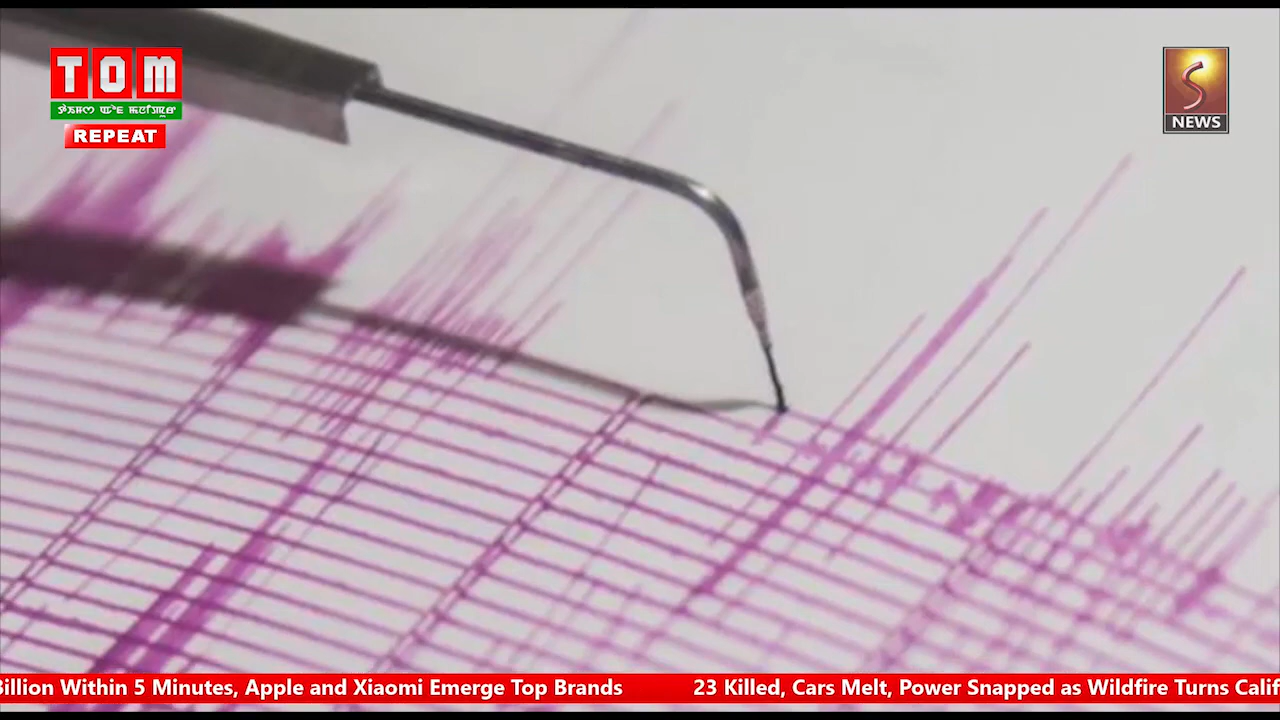 TOM
REPEAT
NEWS
Billion Within 5 Minutes, Apple and Xiaomi Emerge Top Brands 23 Killed, Cars Melt, Power Snapped as Wildfire Turns Calif